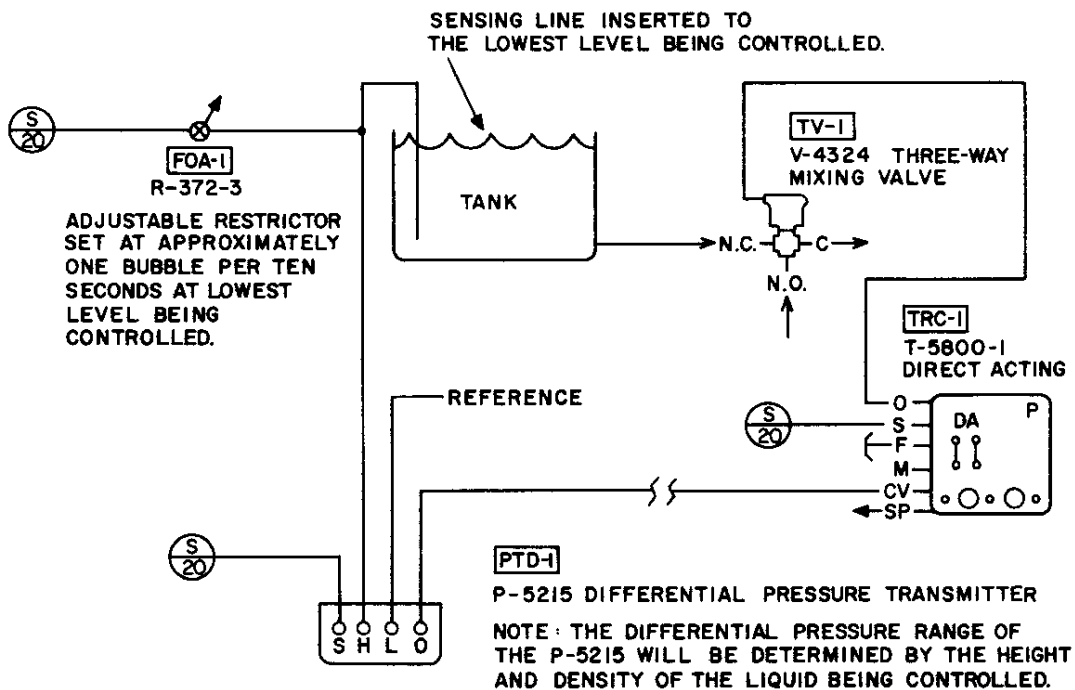 SENSING LINE INSERTED TO
THE LOWEST LEVEL BEING CONTROLLED.
S
20
FOA-1
R-372-3
ADJUSTABLE RESTRICTOR
SET AT APPROXIMATELY
ONE BUBBLE PER TEN
SECONDS AT LOWEST
LEVEL BEING
CONTROLLED.
TANK
TV-1
V-4324 THREE-WAY
MIXING VALVE
N.C.
C
N.O.
TRC-1
T-5800-1
DIRECT ACTING
REFERENCE
S
20
O
S
F
M
CV
SP
DA
P
S
20
S H L O
PTD-1
P-5215 DIFFERENTIAL PRESSURE TRANSMITTER
NOTE: THE DIFFERENTIAL PRESSURE RANGE OF
THE P-5215 WILL BE DETERMINED BY THE HEIGHT
AND DENSITY OF THE LIQUID BEING CONTROLLED.